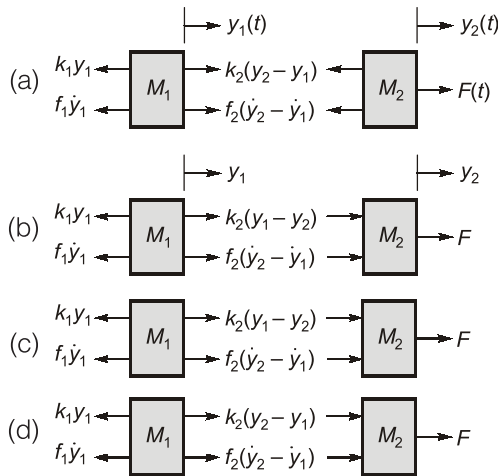 y₁(t) y₂(t)
(a) k₁y₁ M₁ k₂(y₂ – y₁) M₂
f₁ẏ₁ f₂(ẏ₂ – ẏ₁) F(t)
y₁ y₂
(b) k₁y₁ M₁ k₂(y₁ – y₂) M₂ F
f₁ẏ₁ f₂(ẏ₂ – ẏ₁)
(c) k₁y₁ M₁ k₂(y₁ – y₂) M₂ F
f₁ẏ₁ f₂(ẏ₂ – ẏ₁)
(d) k₁y₁ M₁ k₂(y₂ – y₁) M₂ F
f₁ẏ₁ f₂(ẏ₂ – ẏ₁)